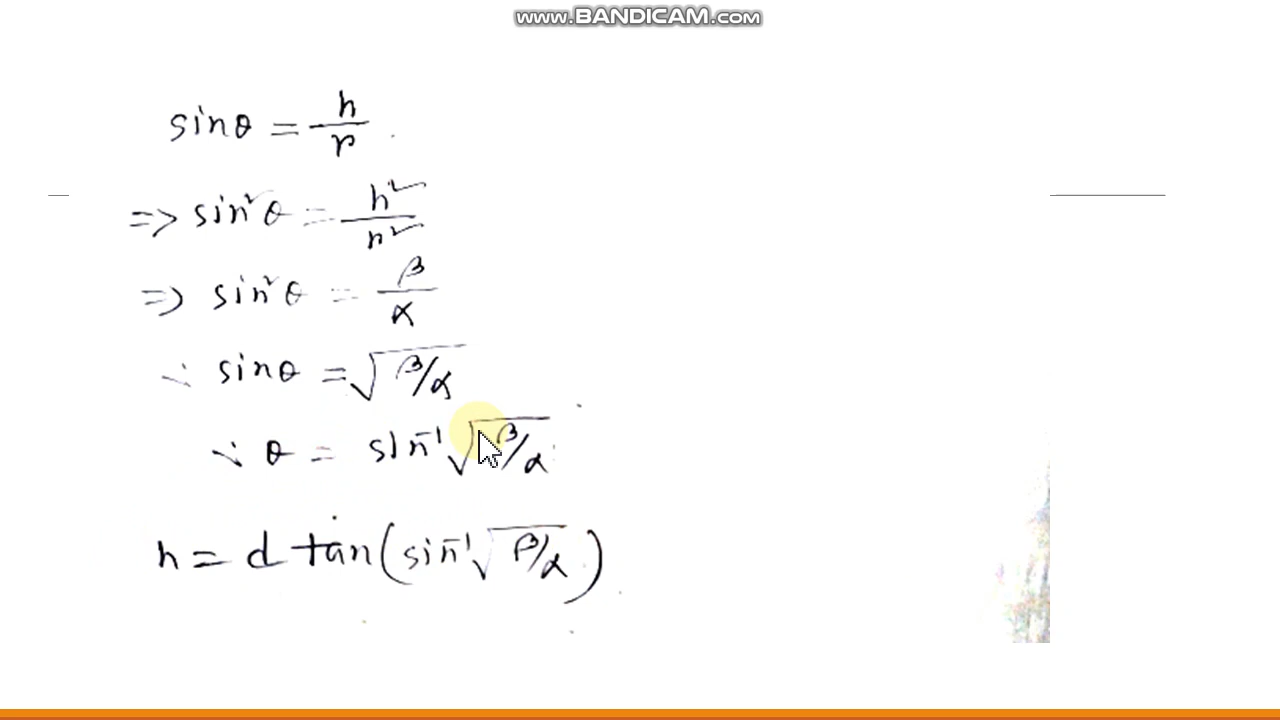 www.BANDICAM.com
sinθ = h/r
=> sin²θ = h²/r²
=> sin²θ = β/α
∴ sinθ = √(β/α)
∴ θ = sin⁻¹√(β/α)
h = d tan(sin⁻¹√(β/α))